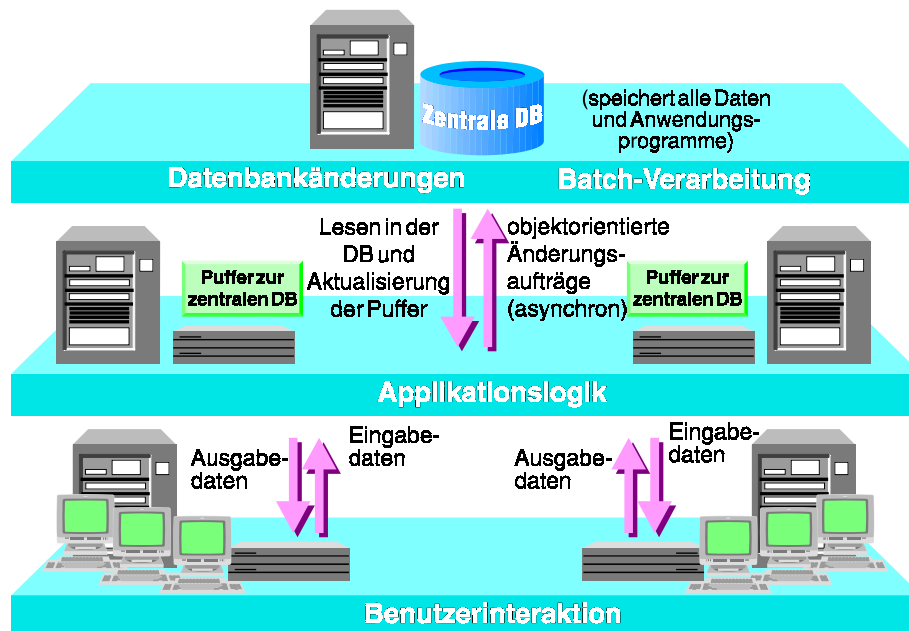 Zentrale DB
(speichert alle Daten
und Anwendungs-
programme)
Datenbankänderungen
Batch-Verarbeitung
Puffer zur
zentralen DB
Lesen in der
DB und
Aktualisierung
der Puffer
objektorientierte
Änderungs-
aufträge
(asynchron)
Puffer zur
zentralen DB
Applikationslogik
Ausgabe-
daten
Eingabe-
daten
Ausgabe-
daten
Eingabe-
daten
Benutzerinteraktion